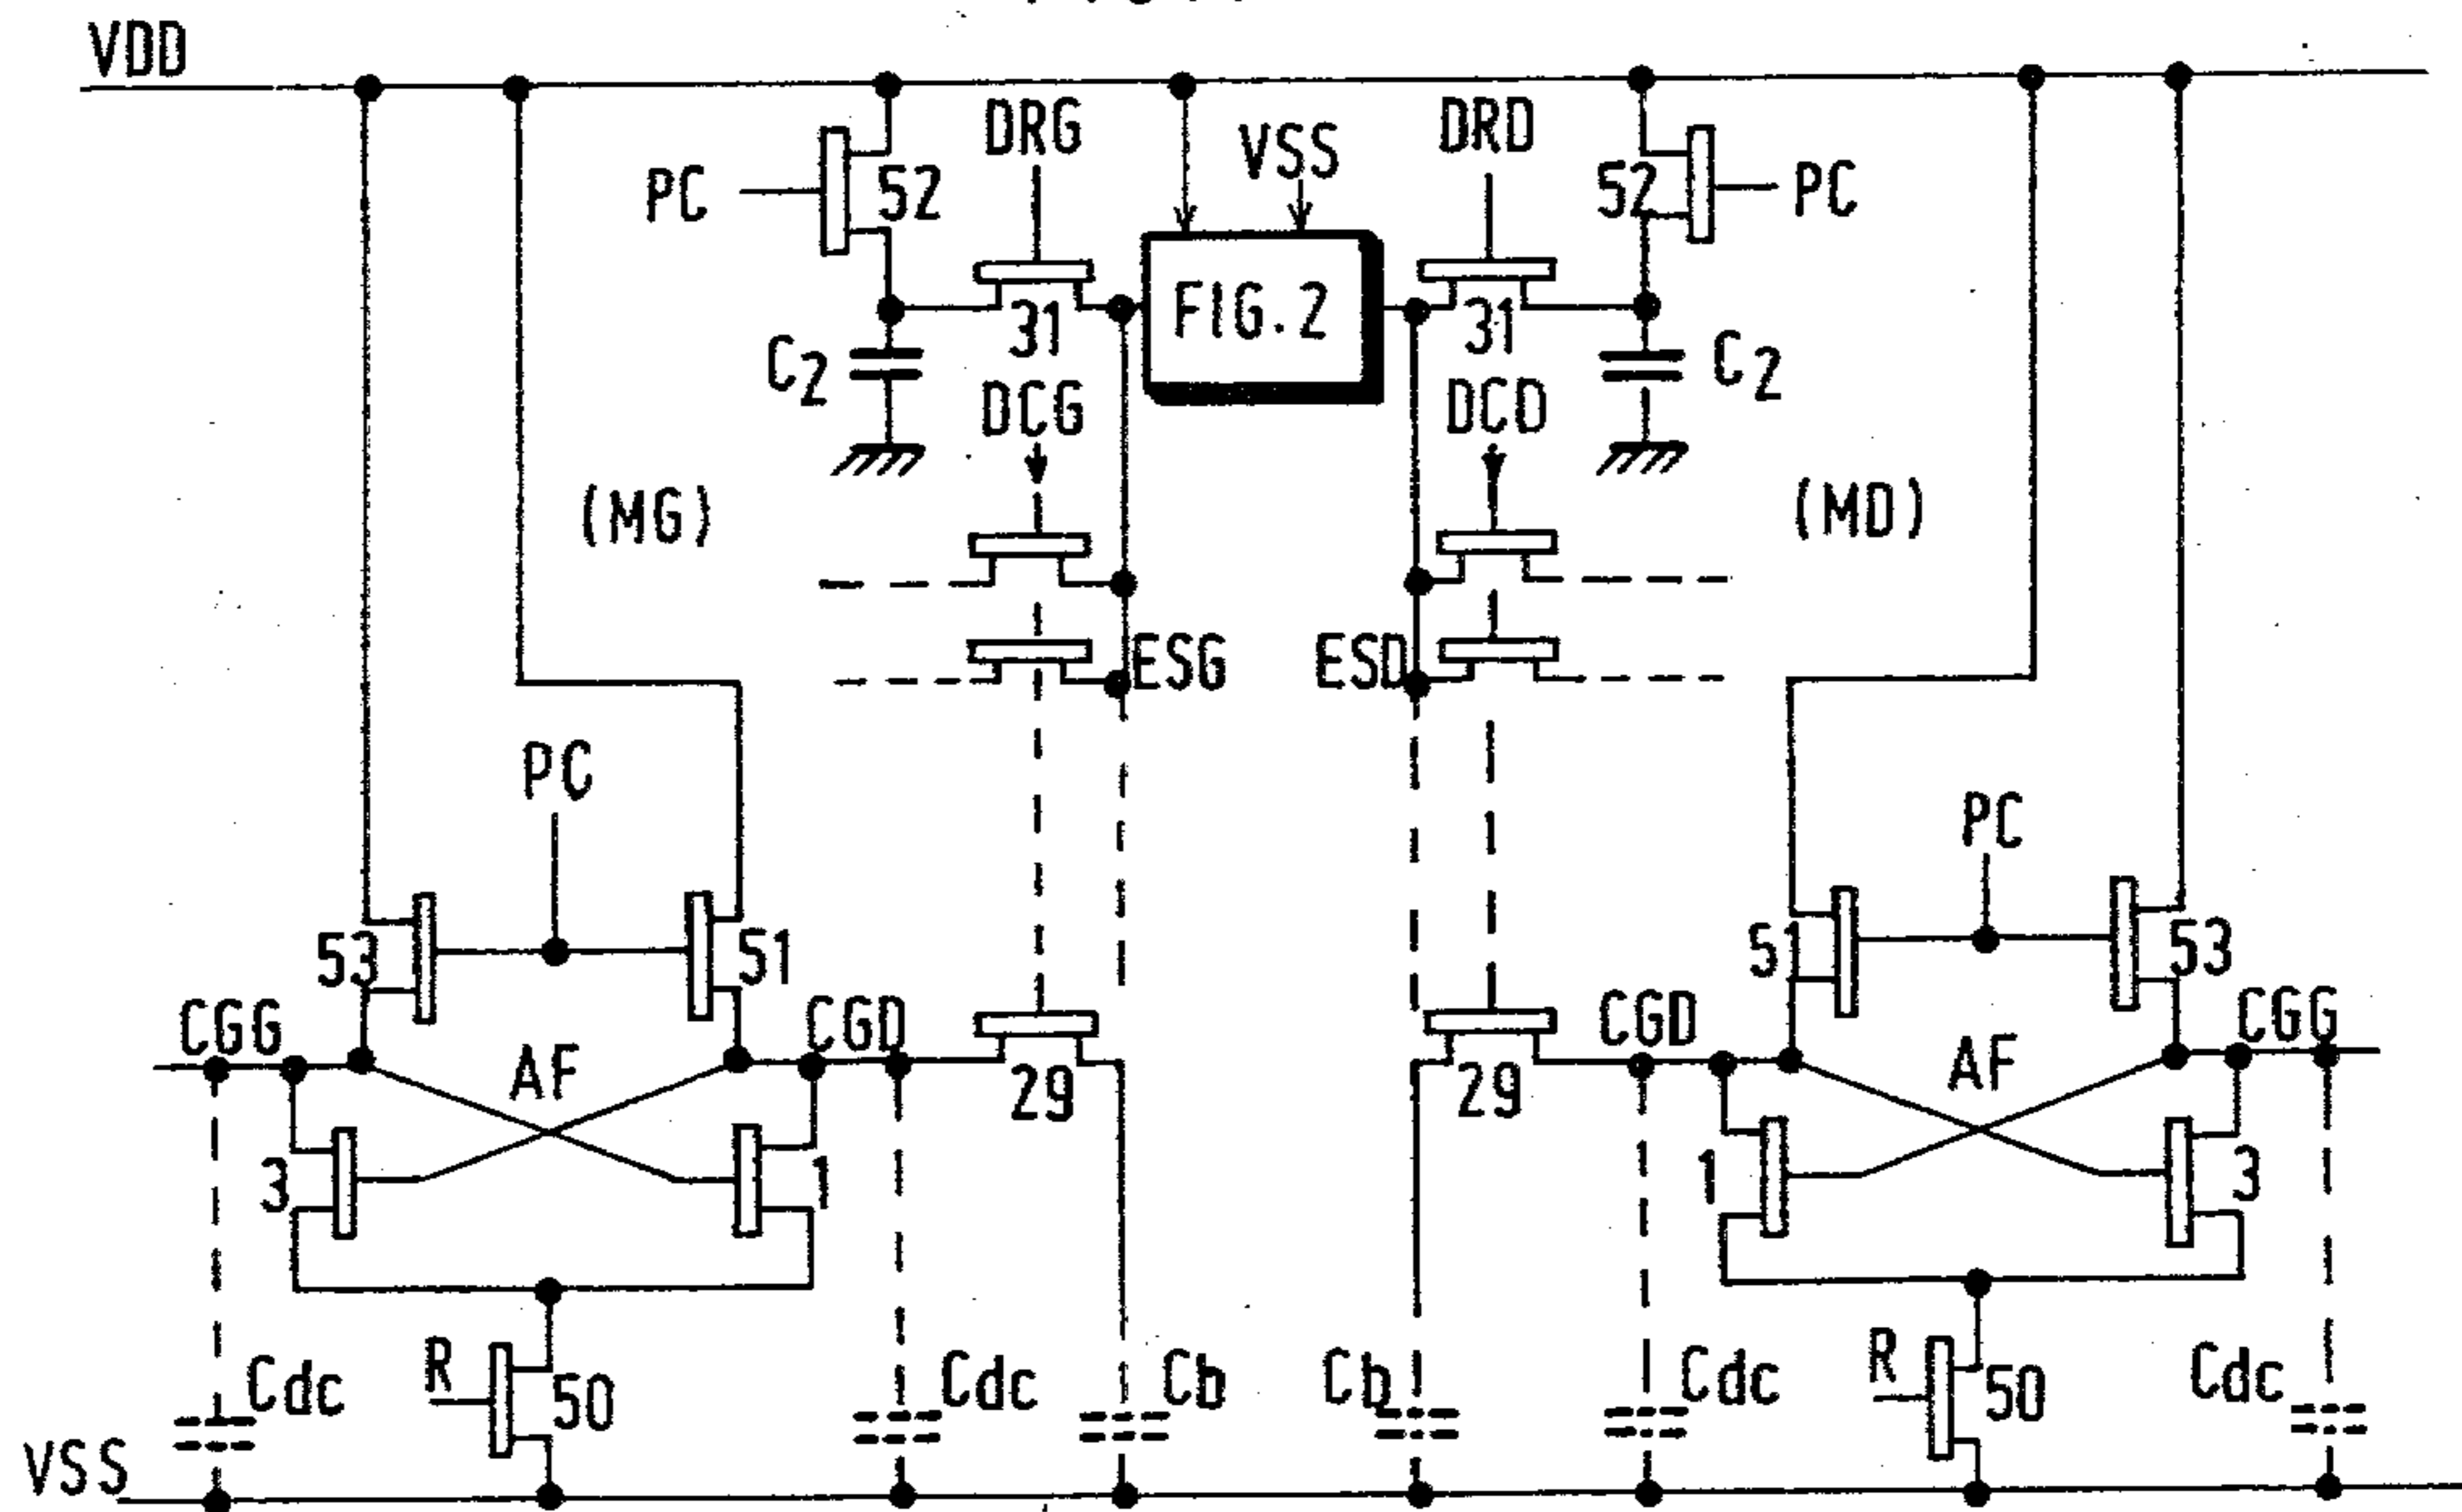 VDD
DRG
VSS
DRD
PC
52
52
PC
31
FIG.2
31
C2
C2
DCG
DCD
(MG)
(MD)
ESG
ESD
PC
PC
53
51
51
53
CGG
CGD
CGD
CGG
AF
AF
29
29
3
1
1
3
R
50
Cdc
Cdc
Cb
Cb
Cdc
R
50
Cdc
VSS